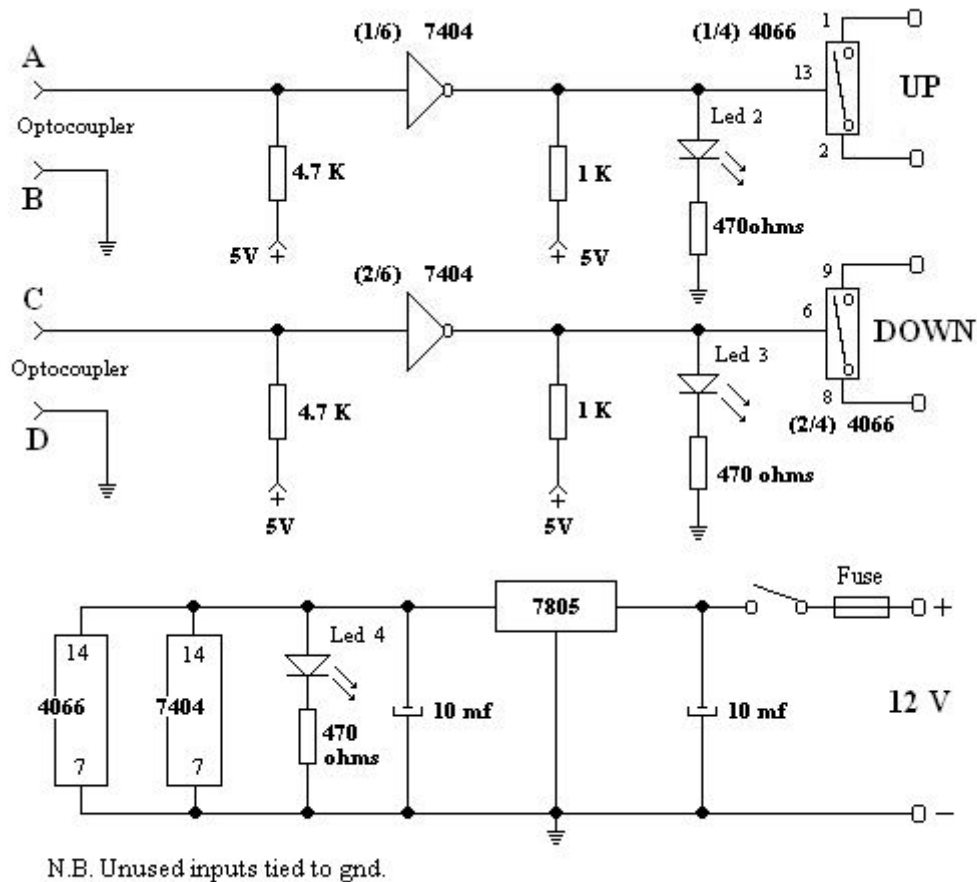 (1/6) 7404
(1/4) 4066
1
A
13
UP
Optocoupler
Led 2
2
4.7 K
1 K
B
470ohms
5V +
+ 5V
(2/6) 7404
9
C
6
DOWN
Led 3
Optocoupler
8
4.7 K
1 K
(2/4) 4066
D
470 ohms
+
5V
+
5V
Fuse
7805
+
Led 4
14
14
4066
7404
10 mf
10 mf
12 V
470
ohms
7
7
-
N.B. Unused inputs tied to gnd.